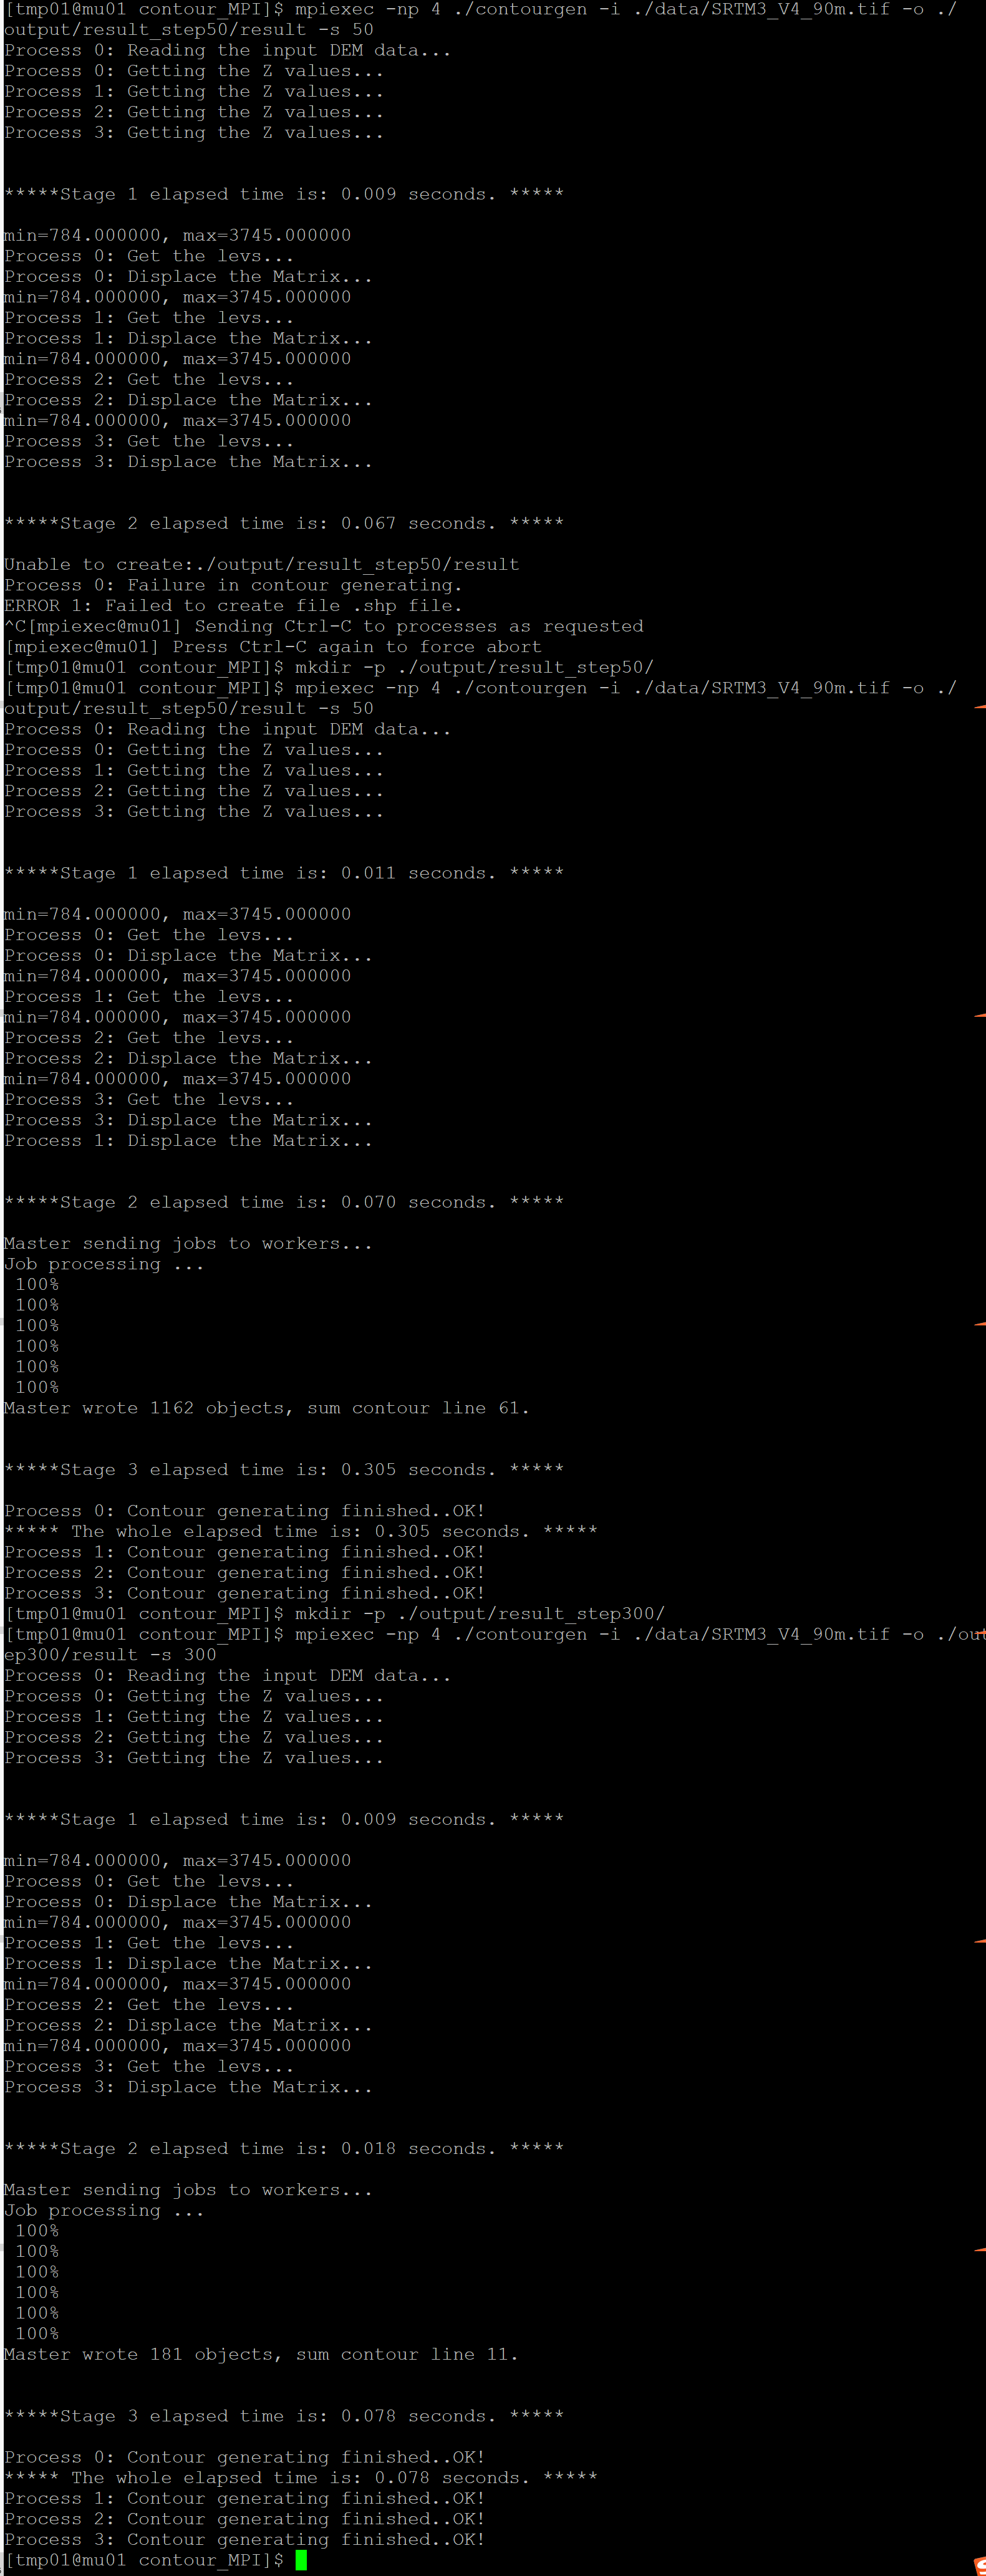 [tmp01@mu01 contour_MPI]$ mpiexec -np 4 ./contourgen -i ./data/SRTM3_V4_90m.tif -o ./
output/result_step50/result -s 50
Process 0: Reading the input DEM data...
Process 0: Getting the Z values...
Process 1: Getting the Z values...
Process 2: Getting the Z values...
Process 3: Getting the Z values...
*****Stage 1 elapsed time is: 0.009 seconds. *****
min=784.000000, max=3745.000000
Process 0: Get the levs...
Process 0: Displace the Matrix...
min=784.000000, max=3745.000000
Process 1: Get the levs...
Process 1: Displace the Matrix...
min=784.000000, max=3745.000000
Process 2: Get the levs...
Process 2: Displace the Matrix...
min=784.000000, max=3745.000000
Process 3: Get the levs...
Process 3: Displace the Matrix...
*****Stage 2 elapsed time is: 0.067 seconds. *****
Unable to create:./output/result_step50/result
Process 0: Failure in contour generating.
ERROR 1: Failed to create file .shp file.
^C[mpiexec@mu01] Sending Ctrl-C to processes as requested
[mpiexec@mu01] Press Ctrl-C again to force abort
[tmp01@mu01 contour_MPI]$ mkdir -p ./output/result_step50/
[tmp01@mu01 contour_MPI]$ mpiexec -np 4 ./contourgen -i ./data/SRTM3_V4_90m.tif -o ./
output/result_step50/result -s 50
Process 0: Reading the input DEM data...
Process 0: Getting the Z values...
Process 1: Getting the Z values...
Process 2: Getting the Z values...
Process 3: Getting the Z values...
*****Stage 1 elapsed time is: 0.011 seconds. *****
min=784.000000, max=3745.000000
Process 0: Get the levs...
Process 0: Displace the Matrix...
min=784.000000, max=3745.000000
Process 1: Get the levs...
min=784.000000, max=3745.000000
Process 2: Get the levs...
Process 2: Displace the Matrix...
min=784.000000, max=3745.000000
Process 3: Get the levs...
Process 3: Displace the Matrix...
Process 1: Displace the Matrix...
*****Stage 2 elapsed time is: 0.070 seconds. *****
Master sending jobs to workers...
Job processing ...
100%
100%
100%
100%
100%
100%
Master wrote 1162 objects, sum contour line 61.
*****Stage 3 elapsed time is: 0.305 seconds. *****
Process 0: Contour generating finished..OK!
***** The whole elapsed time is: 0.305 seconds. *****
Process 1: Contour generating finished..OK!
Process 2: Contour generating finished..OK!
Process 3: Contour generating finished..OK!
[tmp01@mu01 contour_MPI]$ mkdir -p ./output/result_step300/
[tmp01@mu01 contour_MPI]$ mpiexec -np 4 ./contourgen -i ./data/SRTM3_V4_90m.tif -o ./out
ep300/result -s 300
Process 0: Reading the input DEM data...
Process 0: Getting the Z values...
Process 1: Getting the Z values...
Process 2: Getting the Z values...
Process 3: Getting the Z values...
*****Stage 1 elapsed time is: 0.009 seconds. *****
min=784.000000, max=3745.000000
Process 0: Get the levs...
Process 0: Displace the Matrix...
min=784.000000, max=3745.000000
Process 1: Get the levs...
Process 1: Displace the Matrix...
min=784.000000, max=3745.000000
Process 2: Get the levs...
Process 2: Displace the Matrix...
min=784.000000, max=3745.000000
Process 3: Get the levs...
Process 3: Displace the Matrix...
*****Stage 2 elapsed time is: 0.018 seconds. *****
Master sending jobs to workers...
Job processing ...
100%
100%
100%
100%
100%
100%
Master wrote 181 objects, sum contour line 11.
*****Stage 3 elapsed time is: 0.078 seconds. *****
Process 0: Contour generating finished..OK!
***** The whole elapsed time is: 0.078 seconds. *****
Process 1: Contour generating finished..OK!
Process 2: Contour generating finished..OK!
Process 3: Contour generating finished..OK!
[tmp01@mu01 contour_MPI]$